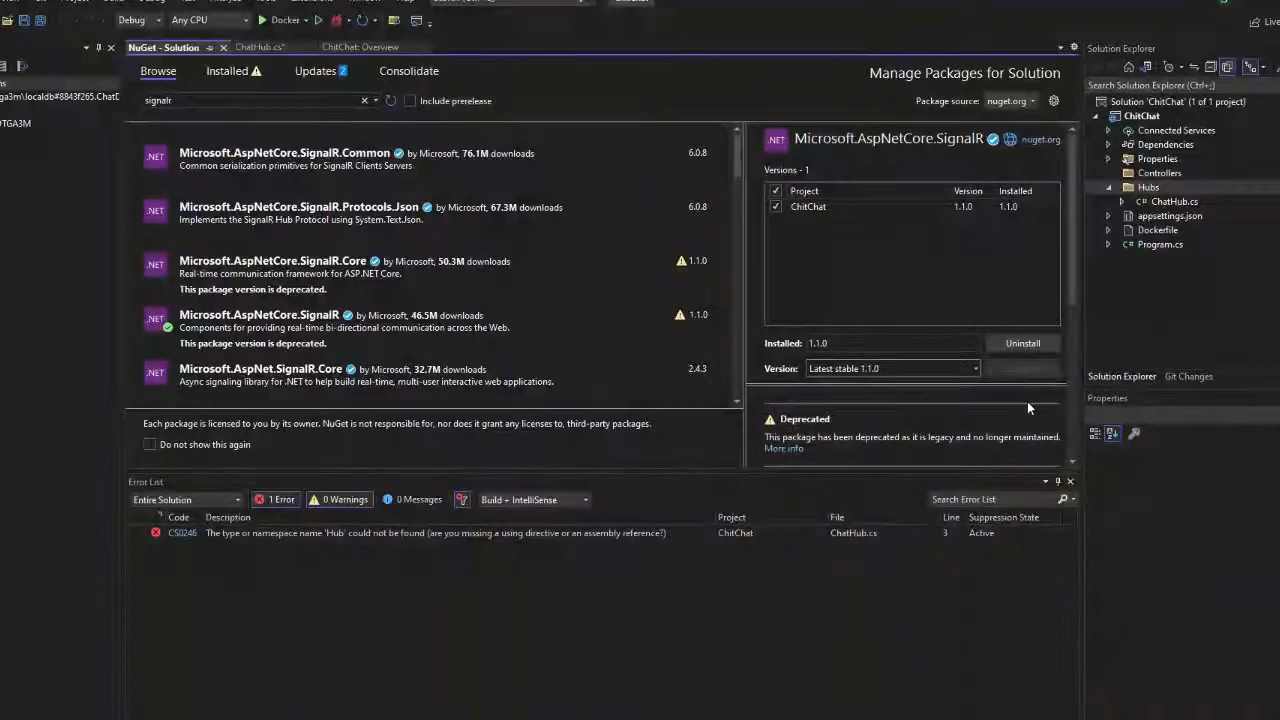 Debug
Any CPU
Docker
Live
NuGet - Solution
ChatHub.cs*
ChitChat: Overview
Browse
Installed
Updates 2
Consolidate
Manage Packages for Solution
signalr
Include prerelease
Package source: nuget.org
Microsoft.AspNetCore.SignalR.Common by Microsoft, 76.1M downloads 6.0.8
Common serialization primitives for SignalR Clients Servers
Microsoft.AspNetCore.SignalR.Protocols.Json by Microsoft, 67.3M downloads 6.0.8
Implements the SignalR Hub Protocol using System.Text.Json.
Microsoft.AspNetCore.SignalR.Core by Microsoft, 50.3M downloads 1.1.0
Real-time communication framework for ASP.NET Core.
This package version is deprecated.
Microsoft.AspNetCore.SignalR by Microsoft, 46.5M downloads 1.1.0
Components for providing real-time bi-directional communication across the Web.
This package version is deprecated.
Microsoft.AspNet.SignalR.Core by Microsoft, 32.7M downloads 2.4.3
Async signaling library for .NET to help build real-time, multi-user interactive web applications.
Each package is licensed to you by its owner. NuGet is not responsible, nor does it grant any licenses to, third-party packages.
Do not show this again
.NET
.NET
.NET
.NET
.NET
.NET
Microsoft.AspNetCore.SignalR nuget.org
Versions - 1
Project Version Installed
ChitChat 1.1.0 1.1.0
Installed: 1.1.0 Uninstall
Version: Latest stable 1.1.0
Deprecated
This package has been deprecated as it is legacy and no longer maintained.
More info
Solution Explorer
Search Solution Explorer (Ctrl+;)
Solution 'ChitChat' (1 of 1 project)
ChitChat
Connected Services
Dependencies
Properties
Controllers
Hubs
ChatHub.cs
appsettings.json
Dockerfile
Program.cs
Solution Explorer
Git Changes
Properties
Error List
Entire Solution
1 Error
0 Warnings
0 Messages
Build + IntelliSense
Search Error List
Code Description Project File Line Suppression State
CS0246 The type or namespace name 'Hub' could not be found (are you missing a using directive or an assembly reference?) ChitChat ChatHub.cs 3 Active